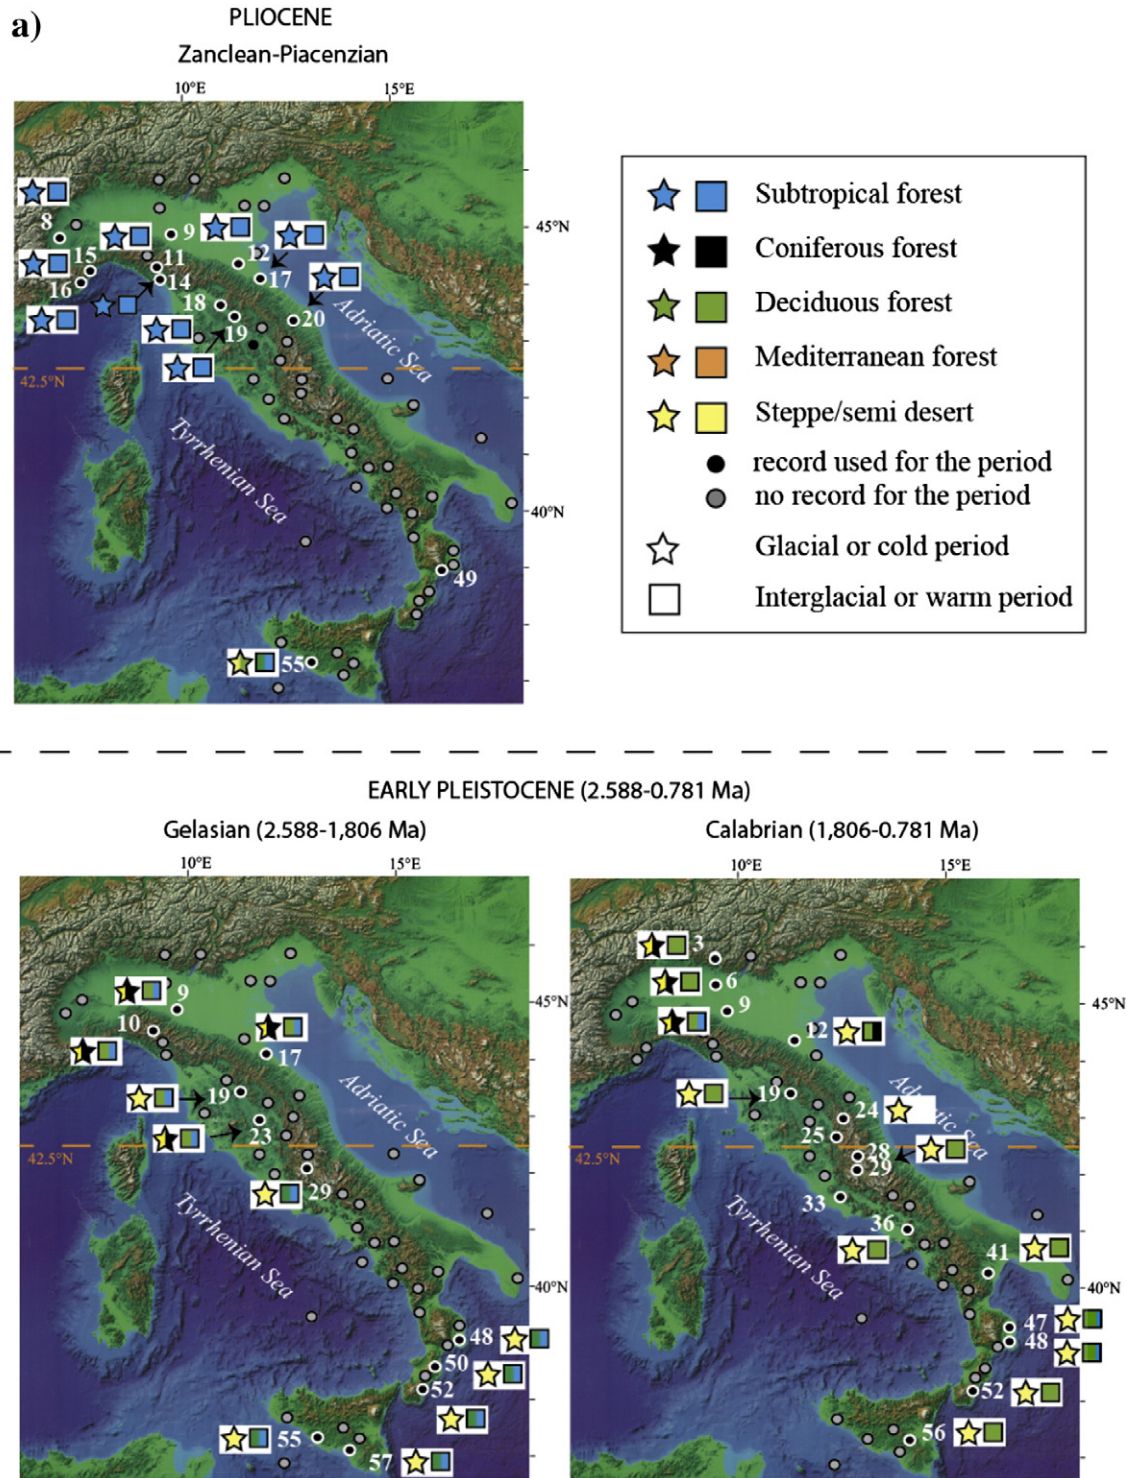 a)
PLIOCENE
Zanclean-Piacenzian
10°E
15°E
8
45°N
9
15
11
12
16
14
17
18
19
20
Adriatic Sea
42.5°N
Tyrrhenian Sea
40°N
49
55
Subtropical forest
Coniferous forest
Deciduous forest
Mediterranean forest
Steppe/semi desert
record used for the period
no record for the period
Glacial or cold period
Interglacial or warm period
EARLY PLEISTOCENE (2.588-0.781 Ma)
Gelasian (2.588-1,806 Ma)
10°E
15°E
9
45°N
10
17
19
Adriatic Sea
23
42.5°N
29
Tyrrhenian Sea
40°N
48
50
52
55
57
Calabrian (1,806-0.781 Ma)
10°E
15°E
3
6
9
45°N
12
19
24
Adriatic Sea
25
28
42.5°N
29
33
Tyrrhenian Sea
36
41
40°N
47
48
52
56